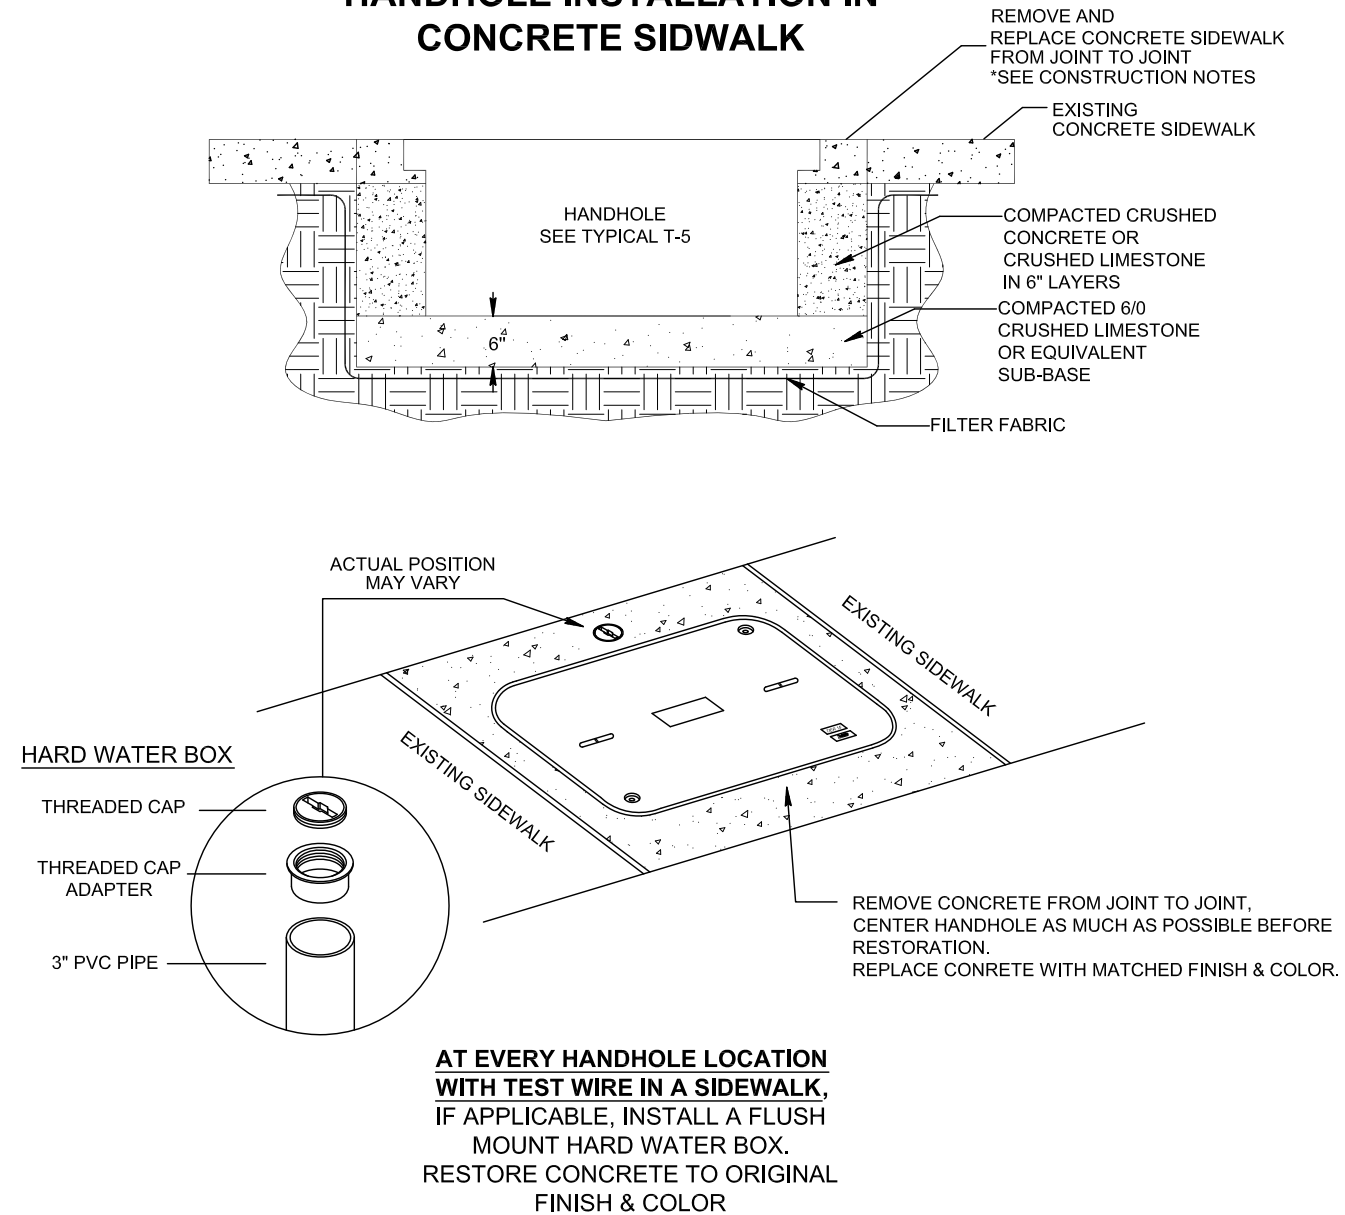 HANDHOLE INSTALLATION IN
CONCRETE SIDWALK
REMOVE AND
REPLACE CONCRETE SIDEWALK
FROM JOINT TO JOINT
*SEE CONSTRUCTION NOTES
EXISTING
CONCRETE SIDEWALK
HANDHOLE
SEE TYPICAL T-5
COMPACTED CRUSHED
CONCRETE OR
CRUSHED LIMESTONE
IN 6" LAYERS
6"
COMPACTED 6/0
CRUSHED LIMESTONE
OR EQUIVALENT
SUB-BASE
FILTER FABRIC
ACTUAL POSITION
MAY VARY
EXISTING SIDEWALK
EXISTING SIDEWALK
HARD WATER BOX
THREADED CAP
THREADED CAP
ADAPTER
3" PVC PIPE
REMOVE CONCRETE FROM JOINT TO JOINT,
CENTER HANDHOLE AS MUCH AS POSSIBLE BEFORE
RESTORATION.
REPLACE CONRETE WITH MATCHED FINISH & COLOR.
AT EVERY HANDHOLE LOCATION
WITH TEST WIRE IN A SIDEWALK,
IF APPLICABLE, INSTALL A FLUSH
MOUNT HARD WATER BOX.
RESTORE CONCRETE TO ORIGINAL
FINISH & COLOR